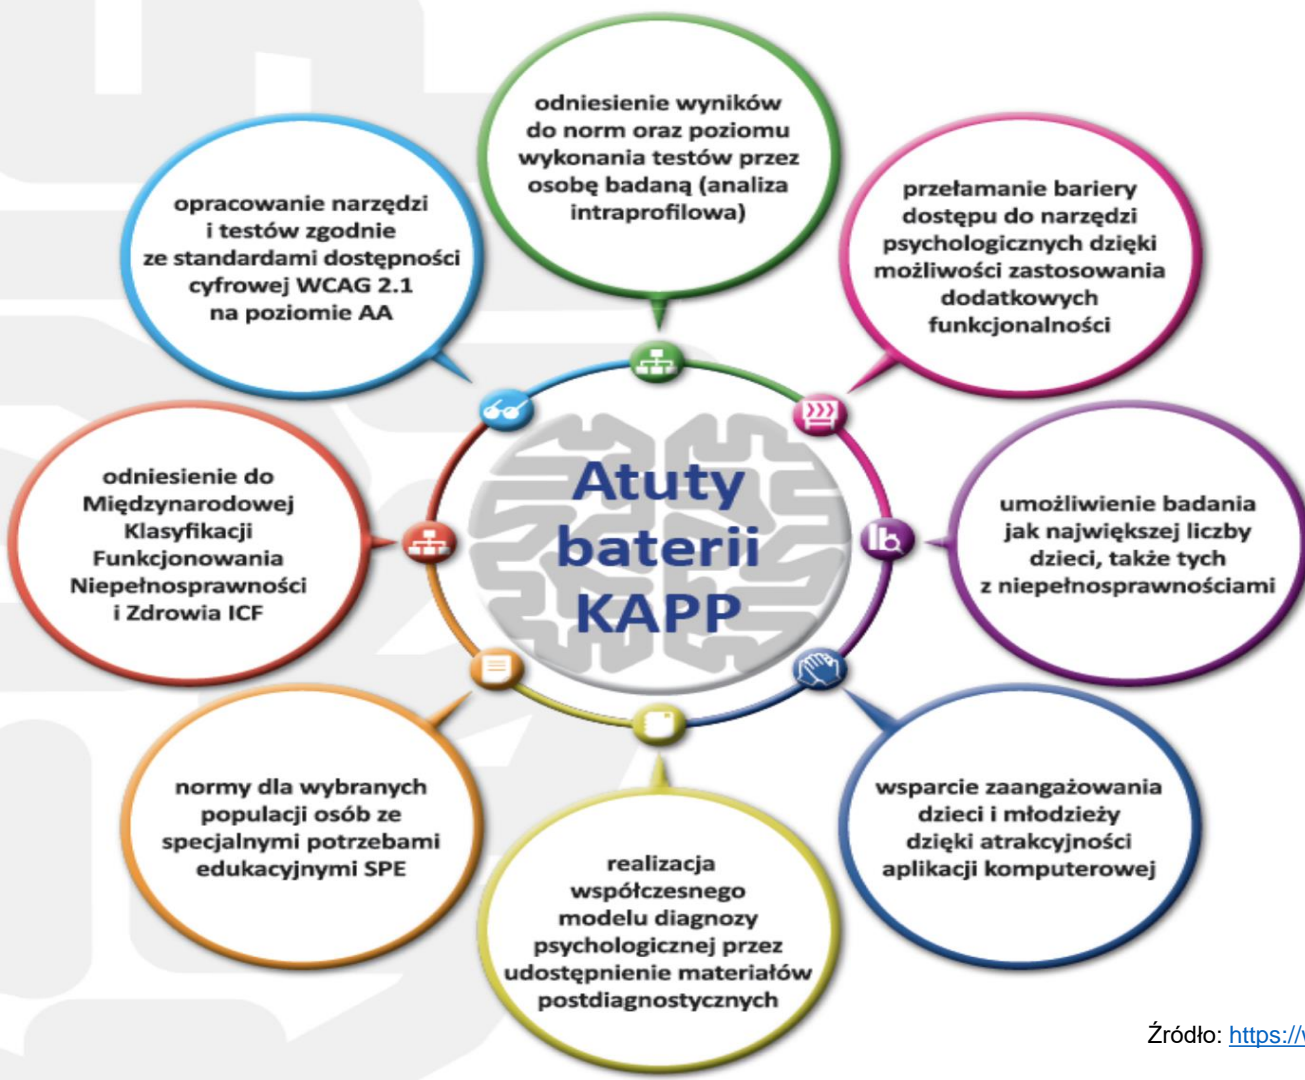 odniesienie wyników
do norm oraz poziomu
wykonania testów przez
osobę badaną (analiza
intraprofilowa)
przełamanie bariery
dostępu do narzędzi
psychologicznych dzięki
możliwości zastosowania
dodatkowych
funkcjonalności
umożliwienie badania
jak największej liczby
dzieci, także tych
z niepełnosprawnościami
wsparcie zaangażowania
dzieci i młodzieży
dzięki atrakcyjności
aplikacji komputerowej
realizacja
współczesnego
modelu diagnozy
psychologicznej przez
udostępnienie materiałów
postdiagnostycznych
normy dla wybranych
populacji osób ze
specjalnymi potrzebami
edukacyjnymi SPE
odniesienie do
Międzynarodowej
Klasyfikacji
Funkcjonowania
Niepełnosprawności
i Zdrowia ICF
opracowanie narzędzi
i testów zgodnie
ze standardami dostępności
cyfrowej WCAG 2.1
na poziomie AA
Atuty
baterii
KAPP
Źródło: https://